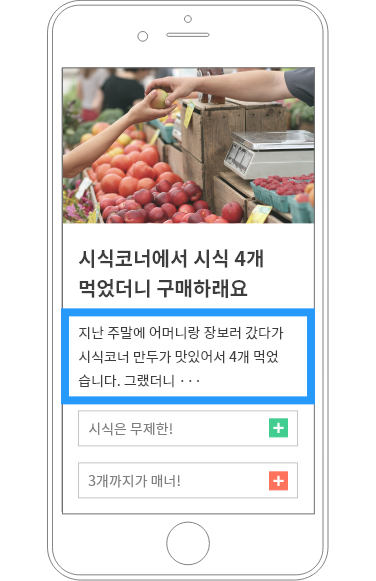 시식코너에서 시식 4개
먹었더니 구매하래요
지난 주말에 어머니랑 장보러 갔다가
시식코너 만두가 맛있어서 4개 먹었
습니다. 그랬더니 ···
시식은 무제한!
3개까지가 매너!